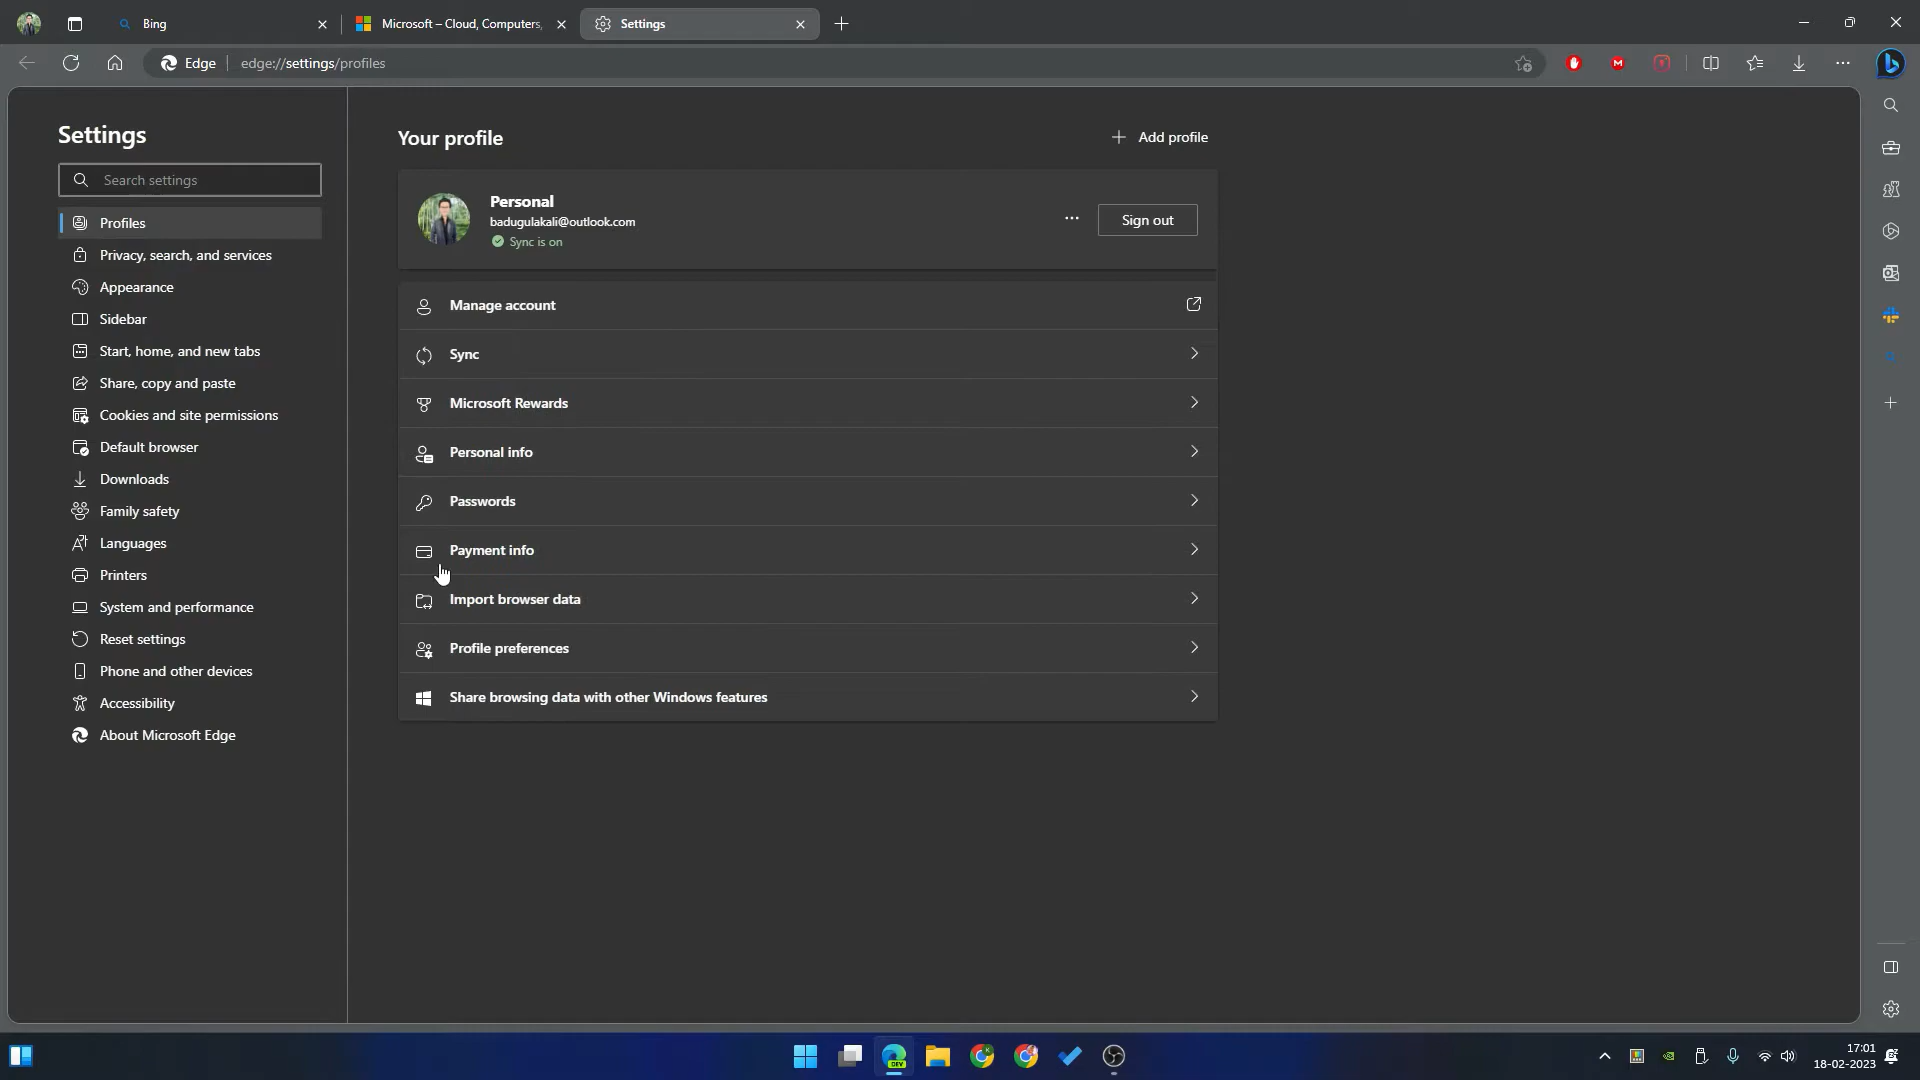 Bing
Microsoft – Cloud, Computers,
Settings
Edge
edge://settings/profiles
Settings
Search settings
Profiles
Privacy, search, and services
Appearance
Sidebar
Start, home, and new tabs
Share, copy and paste
Cookies and site permissions
Default browser
Downloads
Family safety
Languages
Printers
System and performance
Reset settings
Phone and other devices
Accessibility
About Microsoft Edge
Your profile
Add profile
Personal
badugulakali@outlook.com
Sync is on
Sign out
Manage account
Sync
Microsoft Rewards
Personal info
Passwords
Payment info
Import browser data
Profile preferences
Share browsing data with other Windows features
DEV
17:01
18-02-2023